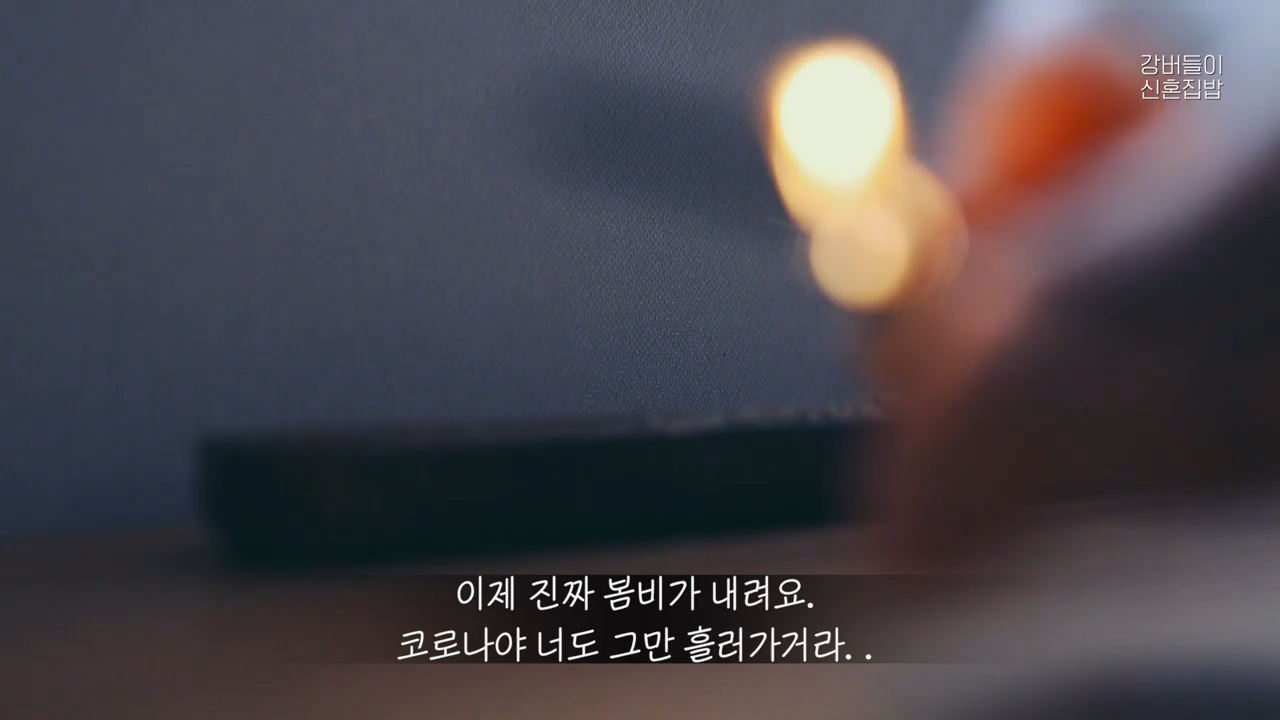 강버들이
신혼집밥
이제 진짜 봄비가 내려요.
코로나야 너도 그만 흘러가거라. .